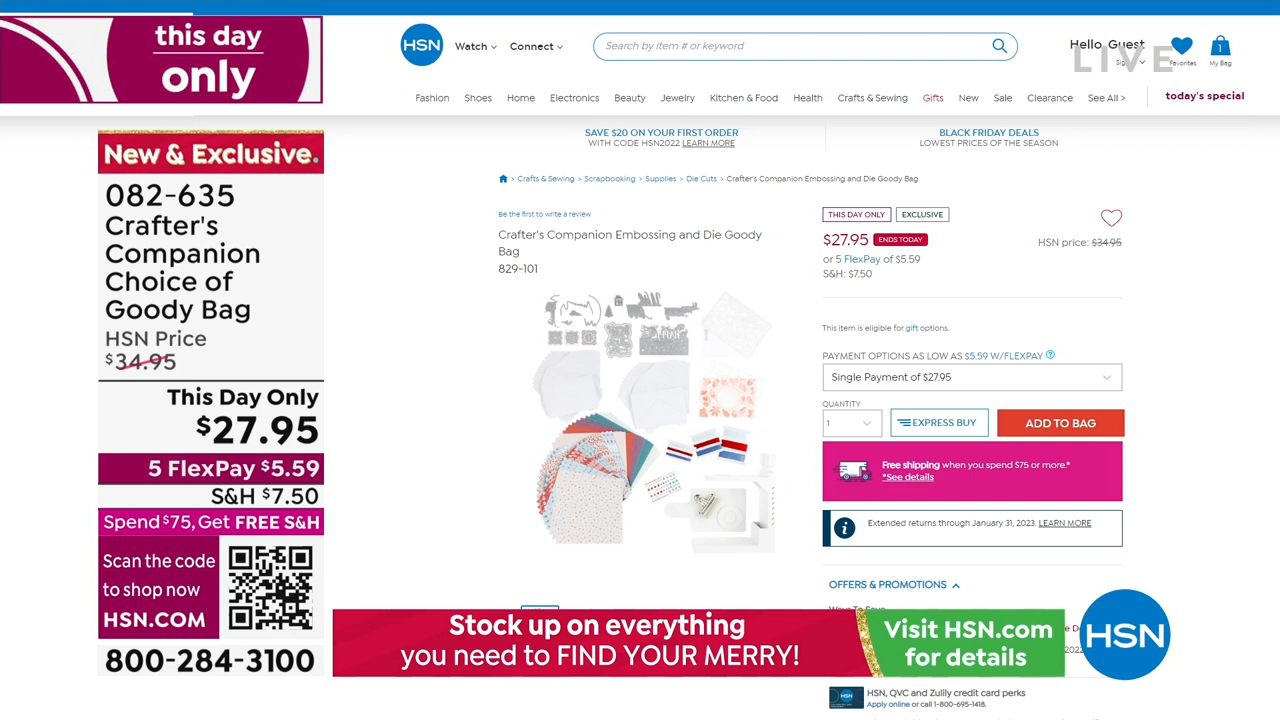 this day
only
New & Exclusive.
082-635
Crafter's
Companion
Choice of
Goody Bag
HSN Price
$34.95
This Day Only
$27.95
5 FlexPay $5.59
S&H $7.50
Spend $75, Get FREE S&H
Scan the code
to shop now
HSN.COM
800-284-3100
HSN
Watch
Connect
Search by item # or keyword
Hello, Guest
LIVE
Favorites
1
My Bag
Fashion Shoes Home Electronics Beauty Jewelry Kitchen & Food Health Crafts & Sewing Gifts New Sale Clearance See All >
today's special
SAVE $20 ON YOUR FIRST ORDER
WITH CODE HSN2022 LEARN MORE
BLACK FRIDAY DEALS
LOWEST PRICES OF THE SEASON
> Crafts & Sewing > Scrapbooking > Supplies > Die Cuts > Crafter's Companion Embossing and Die Goody Bag
Be the first to write a review
Crafter's Companion Embossing and Die Goody
Bag
829-101
THIS DAY ONLY
EXCLUSIVE
$27.95 ENDS TODAY
HSN price: $34.95
or 5 FlexPay of $5.59
S&H: $7.50
This item is eligible for gift options.
PAYMENT OPTIONS AS LOW AS $5.59 W/FLEXPAY
Single Payment of $27.95
QUANTITY
1
EXPRESS BUY
ADD TO BAG
Free shipping when you spend $75 or more.*
*See details
Extended returns through January 31, 2023. LEARN MORE
OFFERS & PROMOTIONS
Stock up on everything
you need to FIND YOUR MERRY!
Visit HSN.com
for details
HSN
HSN, QVC and Zulily credit card perks
Apply online or call 1-800-695-1418.